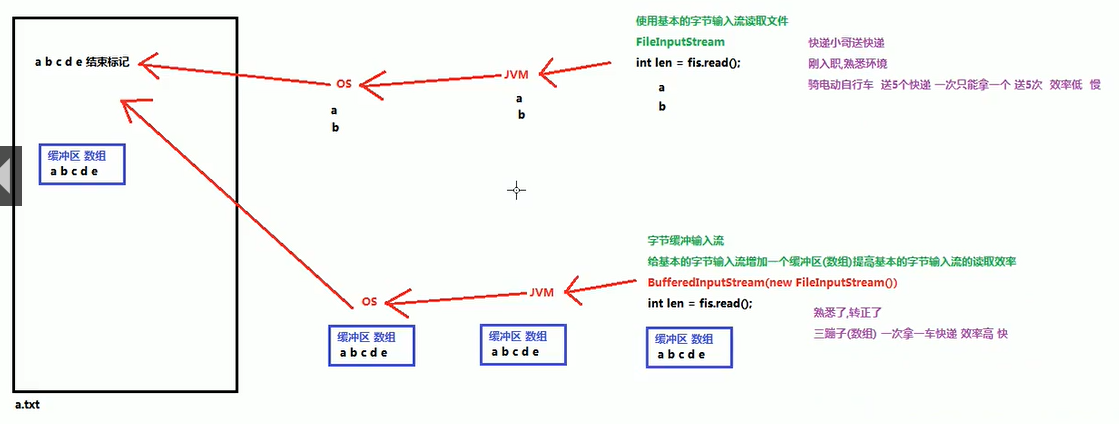 使用基本的字节输入流读取文件
FileInputStream
快递小哥送快递
int len = fis.read();
刚入职,熟悉环境
a
b
骑电动自行车 送5个快递 一次只能拿一个 送5次 效率低 慢
JVM
a
b
OS
a
b
a b c d e 结束标记
缓冲区 数组
a b c d e
字节缓冲输入流
给基本的字节输入流增加一个缓冲区(数组)提高基本的字节输入流的读取效率
BufferedInputStream(new FileInputStream())
int len = fis.read();
熟悉了,转正了
三蹦子(数组) 一次拿一车快递 效率高 快
缓冲区 数组
a b c d e
JVM
缓冲区 数组
a b c d e
OS
缓冲区 数组
a b c d e
a.txt